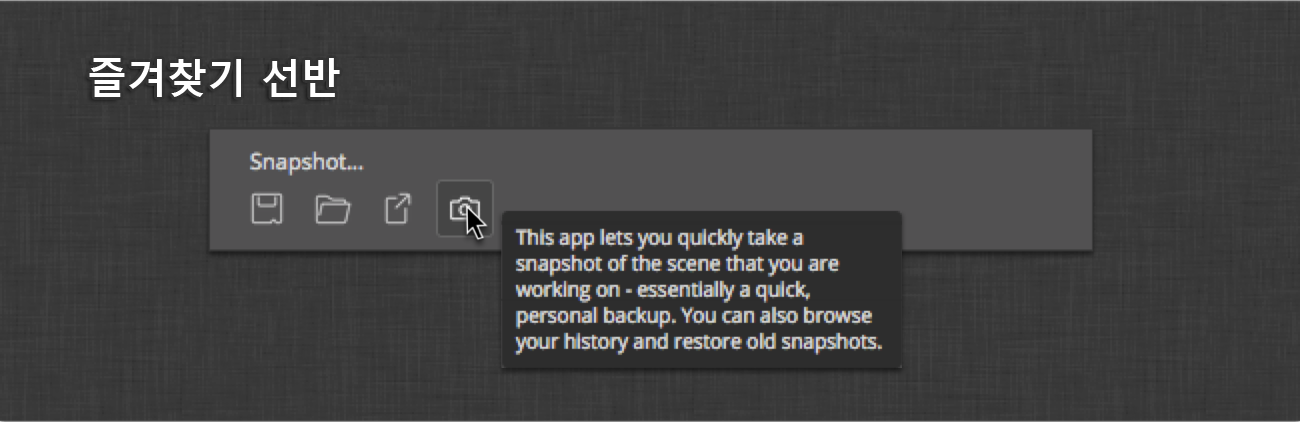 즐겨찾기 선반
Snapshot...
This app lets you quickly take a
snapshot of the scene that you are
working on - essentially a quick,
personal backup. You can also browse
your history and restore old snapshots.